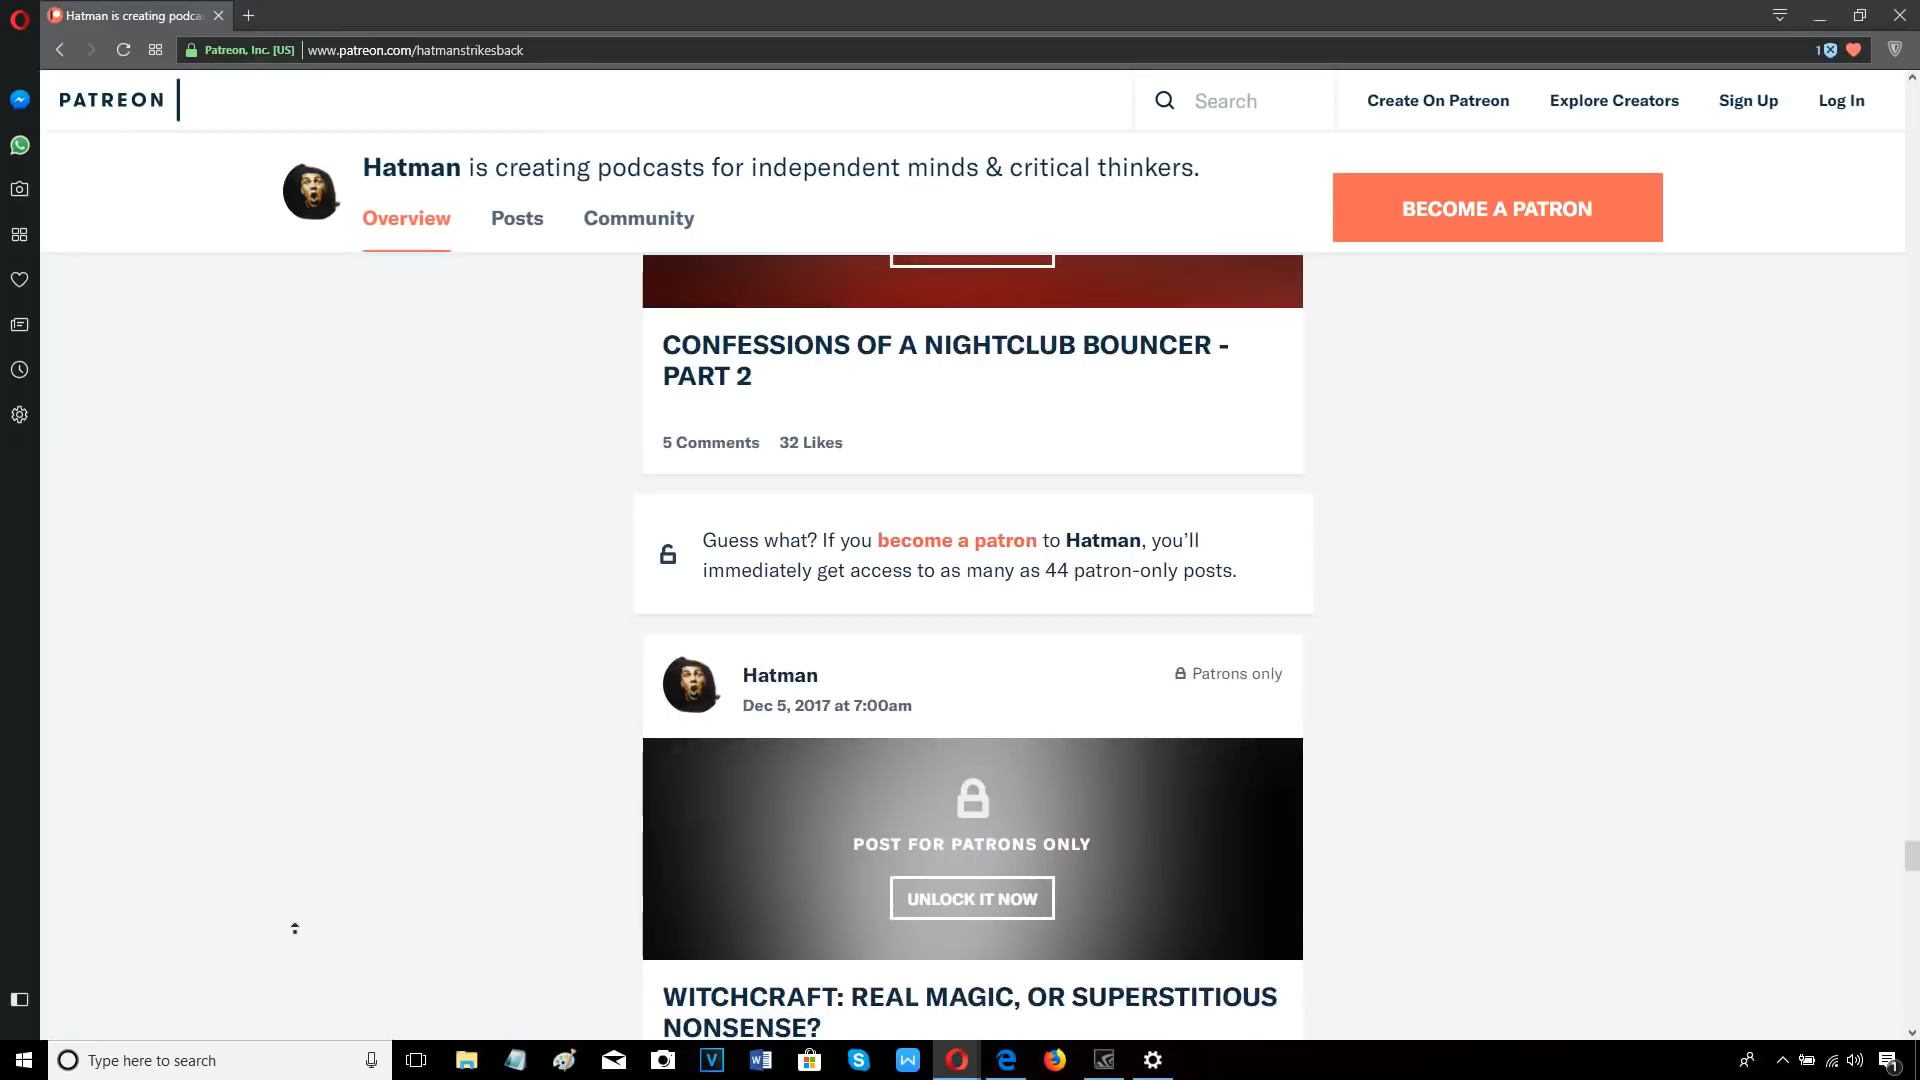 Hatman is creating podca
Patreon, Inc. [US]
www.patreon.com/hatmanstrikesback
1
PATREON
Search
Create On Patreon
Explore Creators
Sign Up
Log In
Hatman is creating podcasts for independent minds & critical thinkers.
BECOME A PATRON
Overview
Posts
Community
CONFESSIONS OF A NIGHTCLUB BOUNCER -
PART 2
5 Comments
32 Likes
Guess what? If you become a patron to Hatman, you'll
immediately get access to as many as 44 patron-only posts.
Hatman
Patrons only
Dec 5, 2017 at 7:00am
POST FOR PATRONS ONLY
UNLOCK IT NOW
WITCHCRAFT: REAL MAGIC, OR SUPERSTITIOUS
NONSENSE?
Type here to search
1